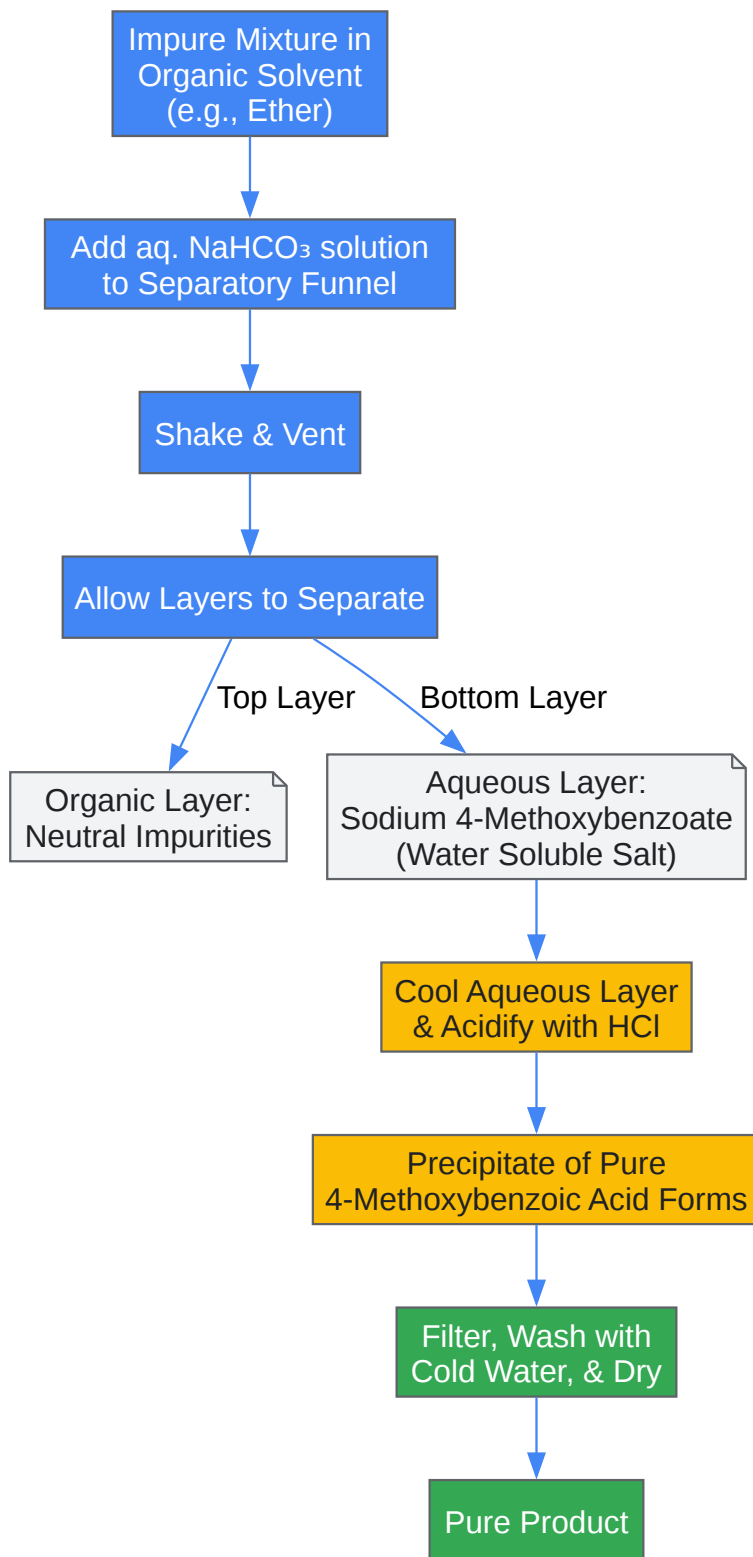 Impure Mixture in
Organic Solvent
(e.g., Ether)
Add aq. NaHCO₃ solution
to Separatory Funnel
Shake & Vent
Allow Layers to Separate
Top Layer
Bottom Layer
Organic Layer:
Neutral Impurities
Aqueous Layer:
Sodium 4-Methoxybenzoate
(Water Soluble Salt)
Cool Aqueous Layer
& Acidify with HCl
Precipitate of Pure
4-Methoxybenzoic Acid Forms
Filter, Wash with
Cold Water, & Dry
Pure Product